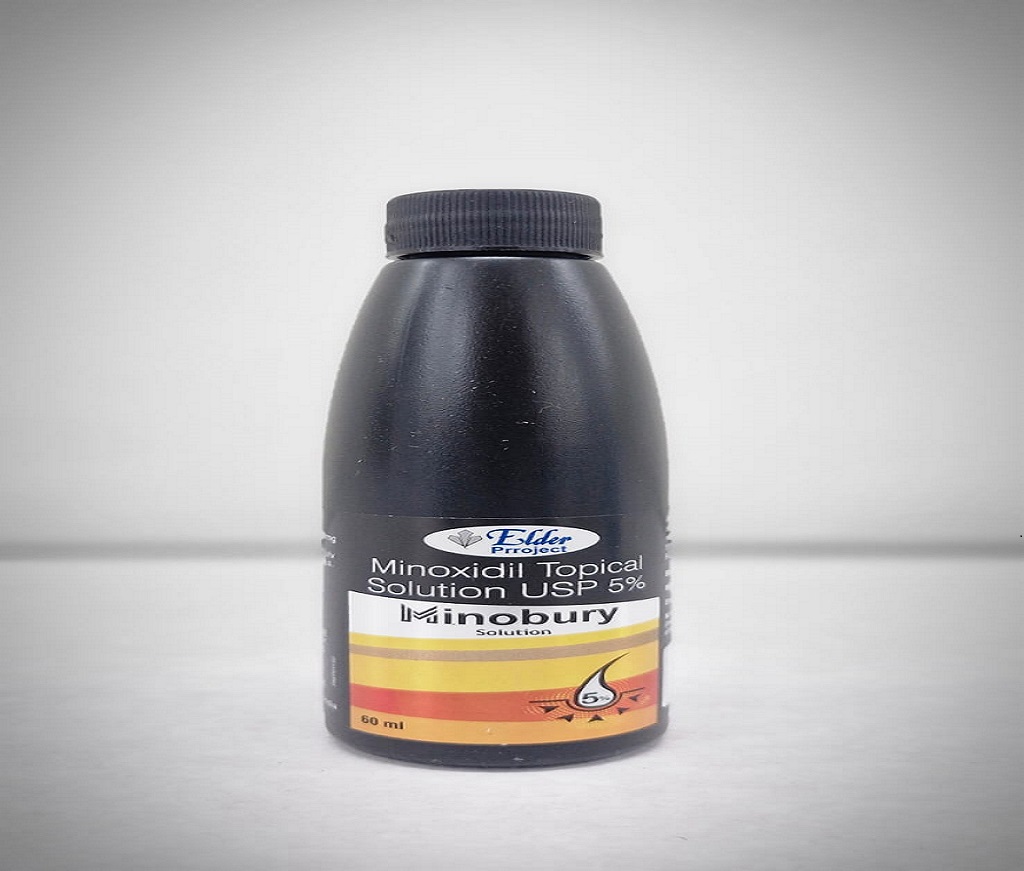 Elder
Prroject
Minoxidil Topical
Solution USP 5%
Minobury
Solution
5%
60 ml